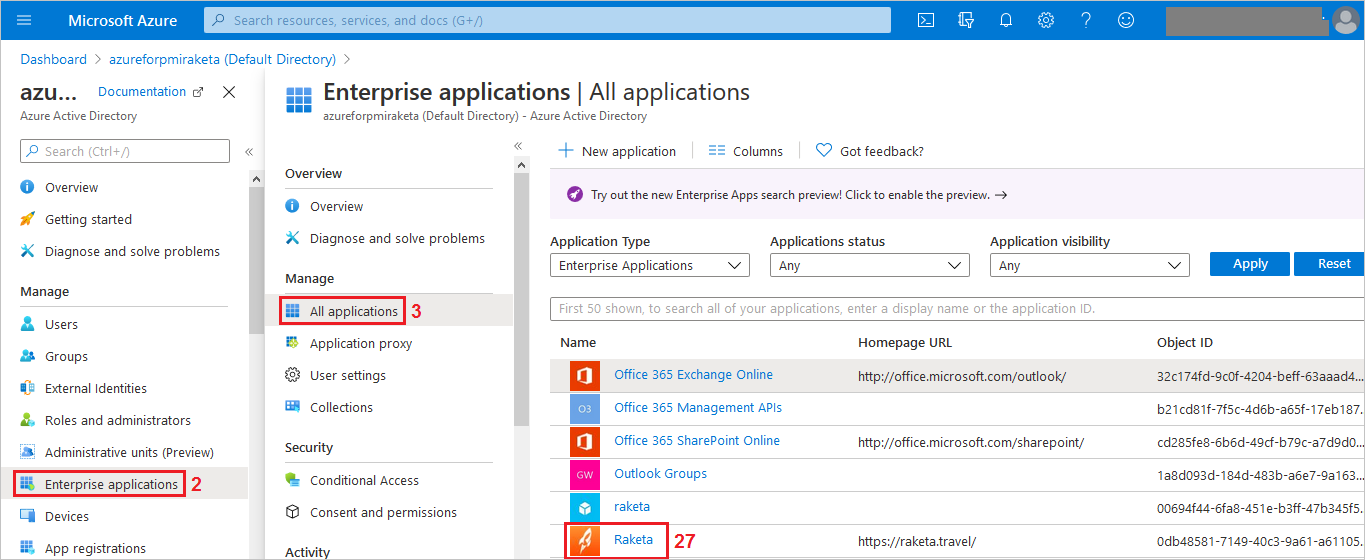 Microsoft Azure
Search resources, services, and docs (G+/)
Dashboard > azureforpmiraketa (Default Directory) >
azu...
Documentation
Azure Active Directory
Search (Ctrl+/)
«
Overview
Getting started
Diagnose and solve problems
Manage
Users
Groups
External Identities
Roles and administrators
Administrative units (Preview)
Enterprise applications 2
Devices
App registrations
Enterprise applications | All applications
azureforpmiraketa (Default Directory) - Azure Active Directory
«
Overview
Overview
Diagnose and solve problems
Manage
All applications 3
Application proxy
User settings
Collections
Security
Conditional Access
Consent and permissions
Activity
New application
Columns
Got feedback?
Try out the new Enterprise Apps search preview! Click to enable the preview. →
Application Type
Enterprise Applications
Applications status
Any
Application visibility
Any
Apply
Reset
First 50 shown, to search all of your applications, enter a display name or the application ID.
Name Homepage URL Object ID
Office 365 Exchange Online http://office.microsoft.com/outlook/ 32c174fd-9c0f-4204-beff-63aaad4...
O3 Office 365 Management APIs b21cd81f-7f5c-4d6b-a65f-17eb187...
Office 365 SharePoint Online http://office.microsoft.com/sharepoint/ cd285fe8-6b6d-49cf-b79c-a7d9d0...
GW Outlook Groups 1a8d093d-184d-483b-a6e7-9a163...
raketa 00694f44-6fa8-451e-b3ff-47b345f5...
Raketa 27 https://raketa.travel/ 0db48581-7149-40c3-9a61-a61105...